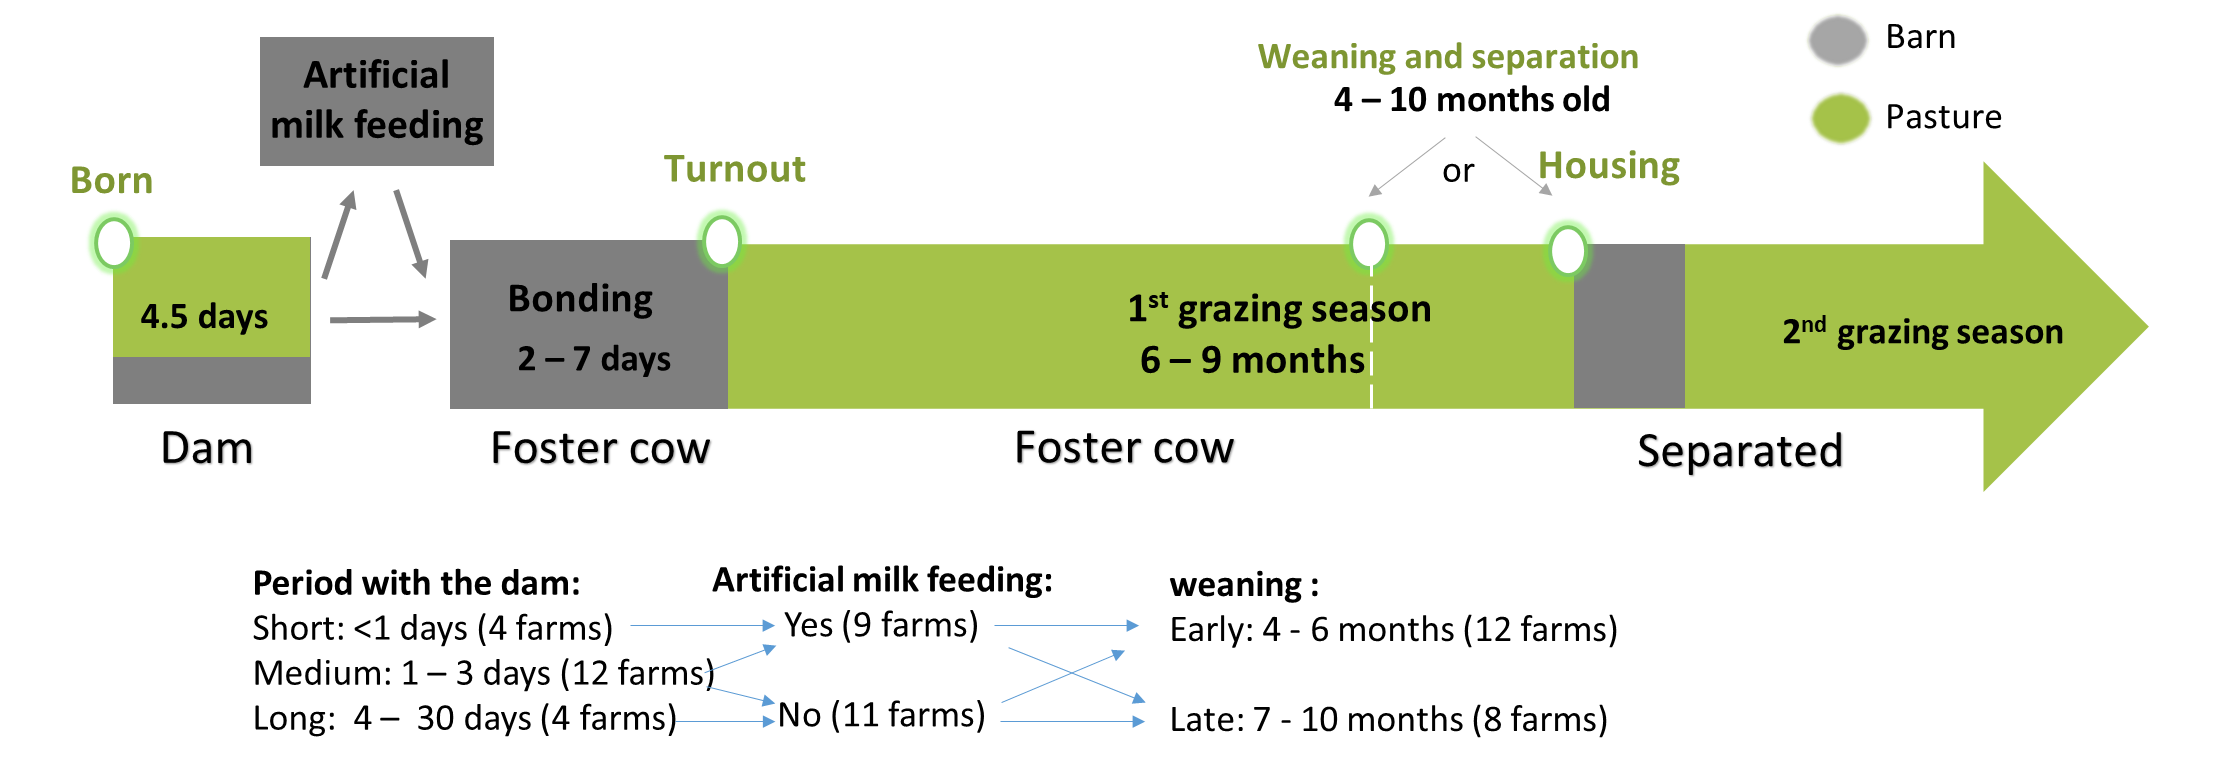 Artificial
milk feeding
Born
Turnout
Weaning and separation
4 – 10 months old
or
Housing
Barn
Pasture
4.5 days
Bonding
2 – 7 days
1st grazing season
6 – 9 months
2nd grazing season
Dam
Foster cow
Foster cow
Separated
Period with the dam:
Short: <1 days (4 farms)
Medium: 1 – 3 days (12 farms)
Long: 4 – 30 days (4 farms)
Artificial milk feeding:
Yes (9 farms)
No (11 farms)
weaning :
Early: 4 - 6 months (12 farms)
Late: 7 - 10 months (8 farms)